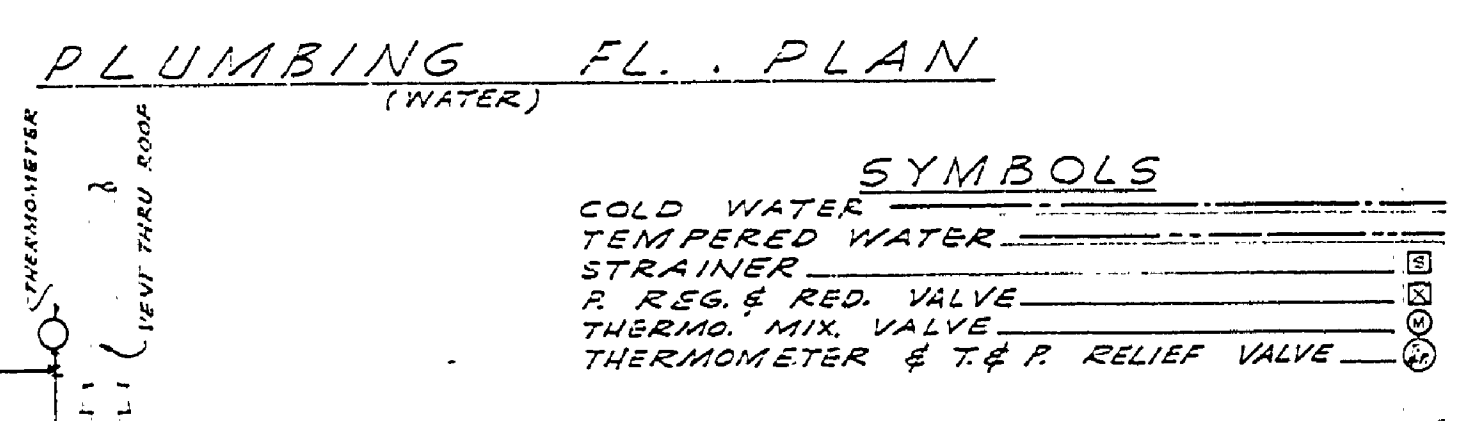 PLUMBING FL. PLAN
(WATER)
THERMOMETER
VENT THRU ROOF
SYMBOLS
COLD WATER
TEMPERED WATER
STRAINER S
P. REG. & RED. VALVE X
THERMO. MIX. VALVE M
THERMOMETER & T. & P. RELIEF VALVE